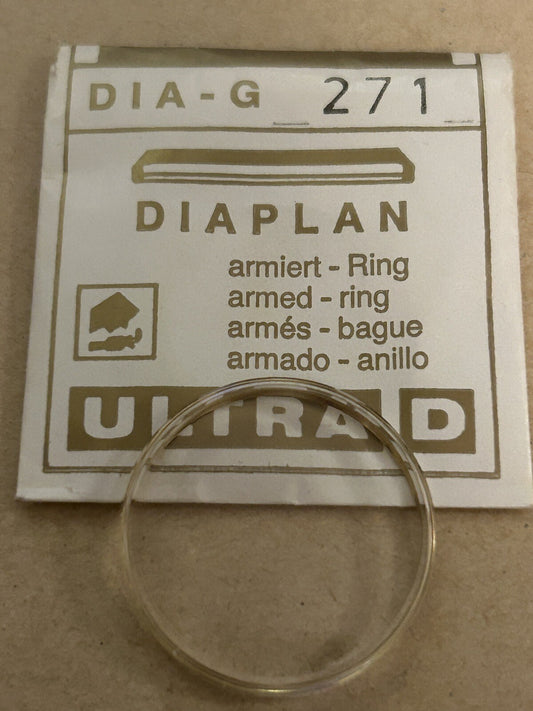 DIA-G 271
DIAPLAN
armiert - Ring
armed - ring
armés - bague
armado - anillo
ULTRA D